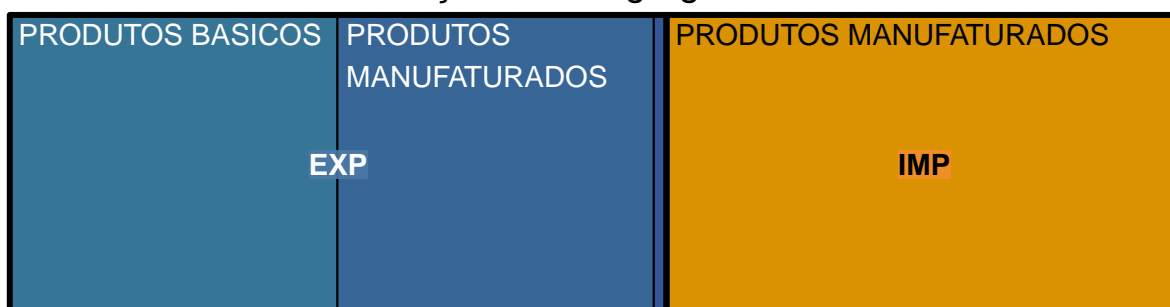 PRODUTOS BASICOS
PRODUTOS
MANUFATURADOS
PRODUTOS MANUFATURADOS
EXP
IMP